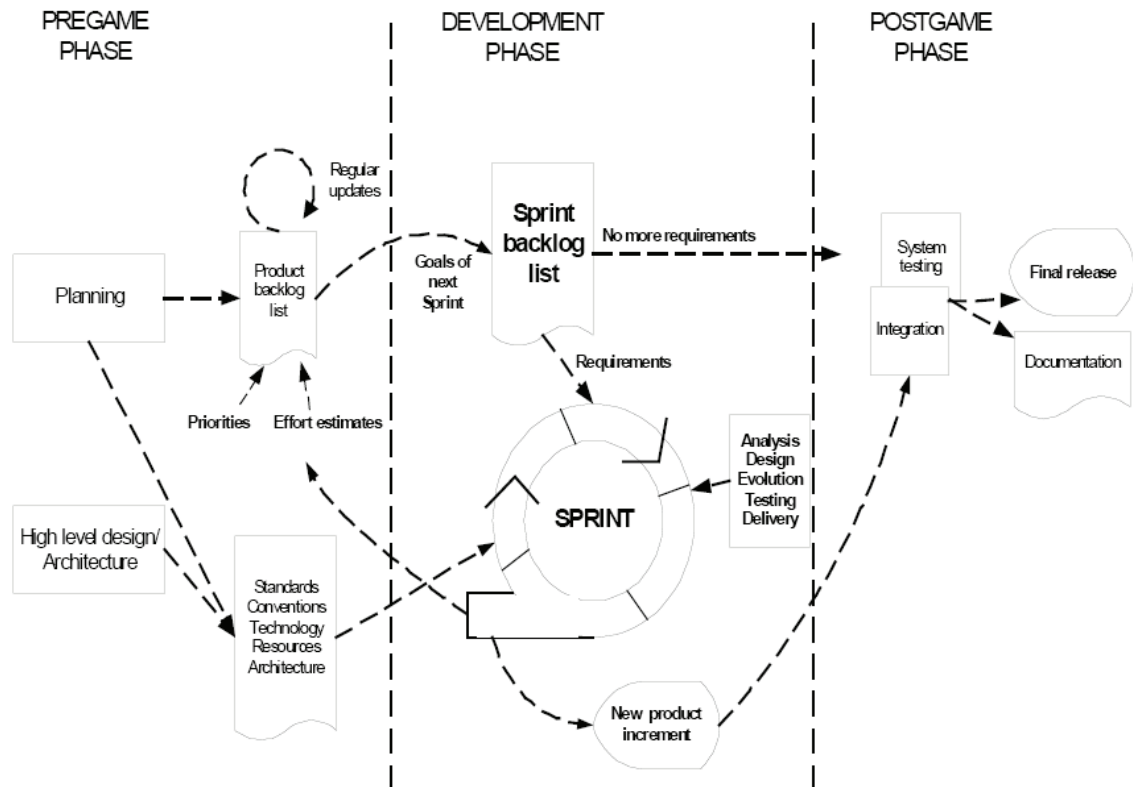 PREGAME
PHASE
DEVELOPMENT
PHASE
POSTGAME
PHASE
Regular
updates
Planning
Product
backlog
list
Priorities
Effort estimates
High level design/
Architecture
Standards
Conventions
Technology
Resources
Architecture
Goals of
next
Sprint
Sprint
backlog
list
No more requirements
Requirements
SPRINT
Analysis
Design
Evolution
Testing
Delivery
New product
increment
System
testing
Integration
Final release
Documentation